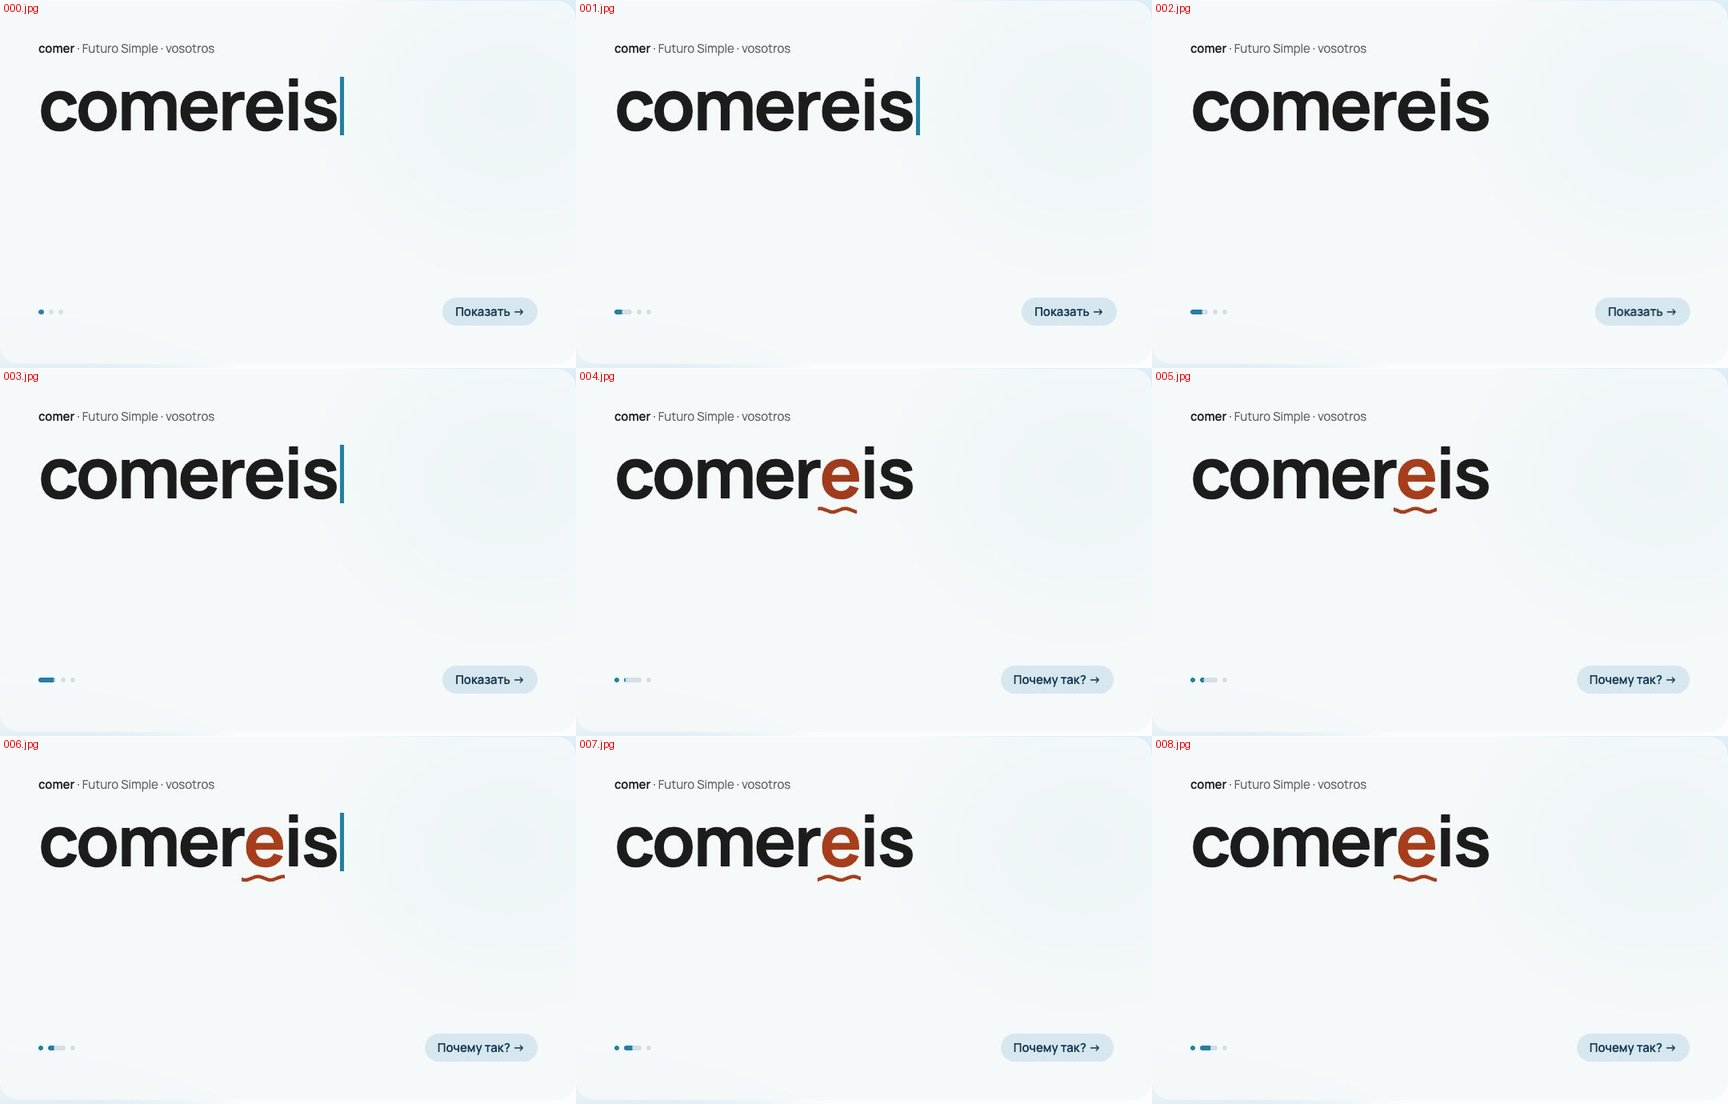 000.jpg
comer · Futuro Simple · vosotros
comereis
Показать →
001.jpg
comer · Futuro Simple · vosotros
comereis
Показать →
002.jpg
comer · Futuro Simple · vosotros
comereis
Показать →
003.jpg
comer · Futuro Simple · vosotros
comereis
Показать →
004.jpg
comer · Futuro Simple · vosotros
comereis
Почему так? →
005.jpg
comer · Futuro Simple · vosotros
comereis
Почему так? →
006.jpg
comer · Futuro Simple · vosotros
comereis
Почему так? →
007.jpg
comer · Futuro Simple · vosotros
comereis
Почему так? →
008.jpg
comer · Futuro Simple · vosotros
comereis
Почему так? →